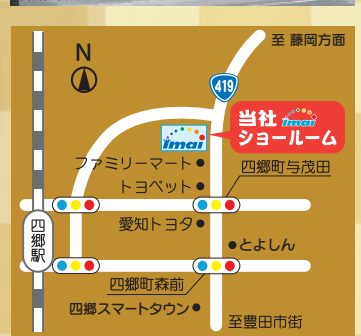 至 藤岡方面
N
419
当社 imai
ショールーム
imai
ファミリーマート
四郷町与茂田
トヨペット
四郷駅
愛知トヨタ
とよしん
四郷町森前
四郷スマートタウン
至豊田市街